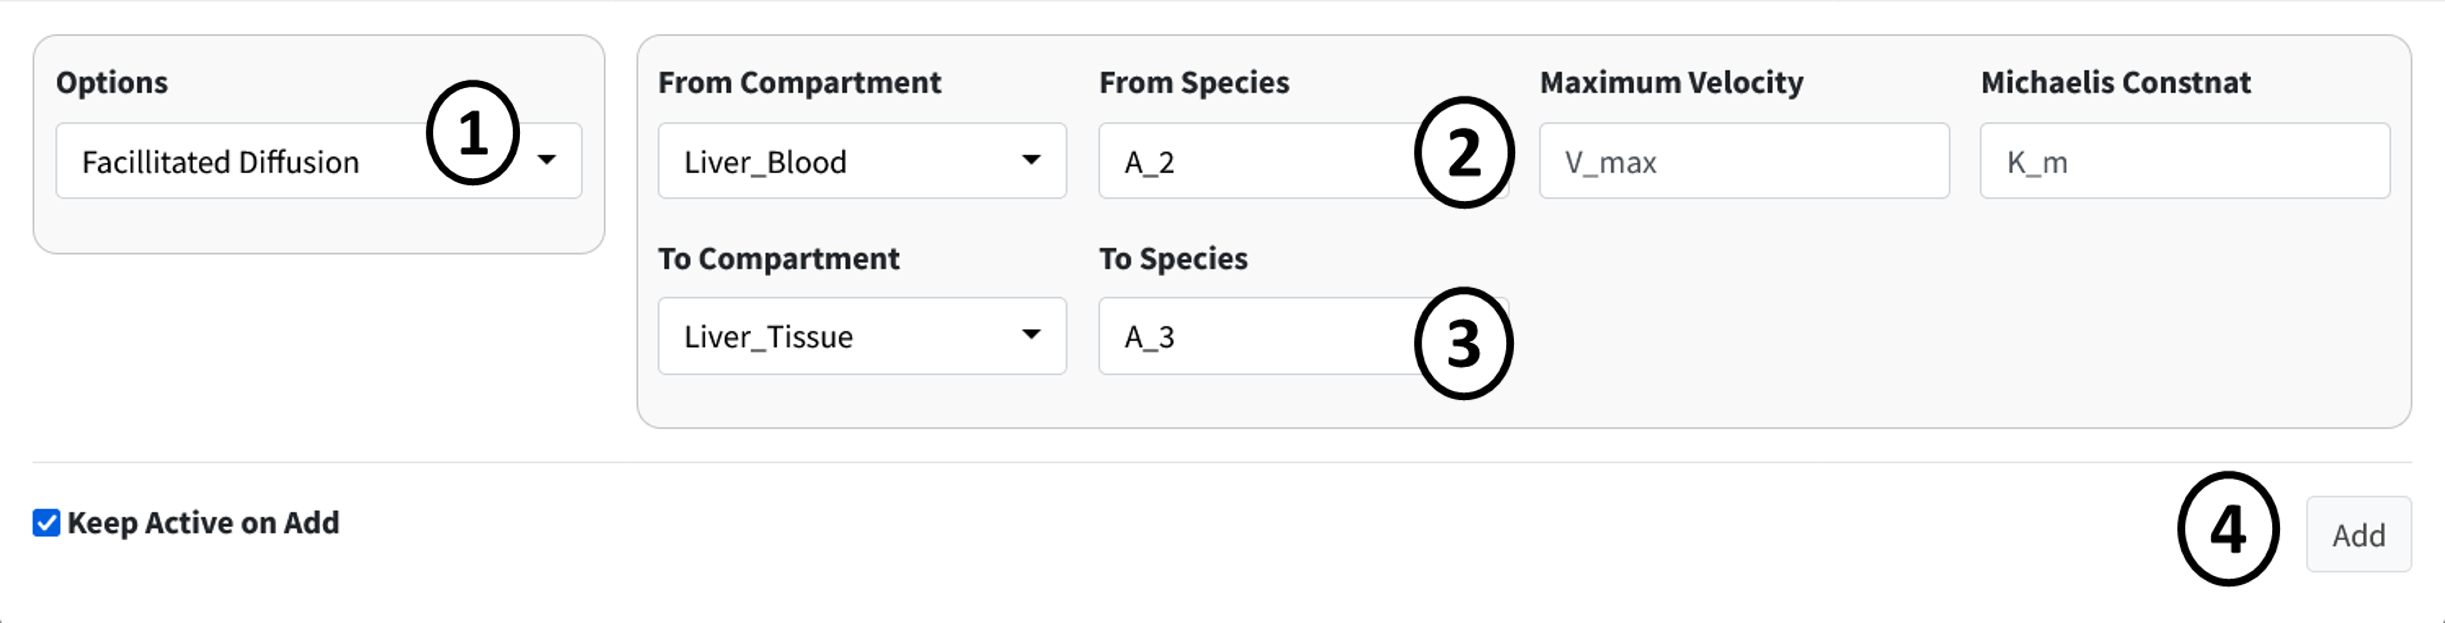 Options
1
Facillitated Diffusion
From Compartment
From Species
Maximum Velocity
Michaelis Constnat
Liver_Blood
A_2
2
V_max
K_m
To Compartment
To Species
Liver_Tissue
A_3
3
Keep Active on Add
4
Add